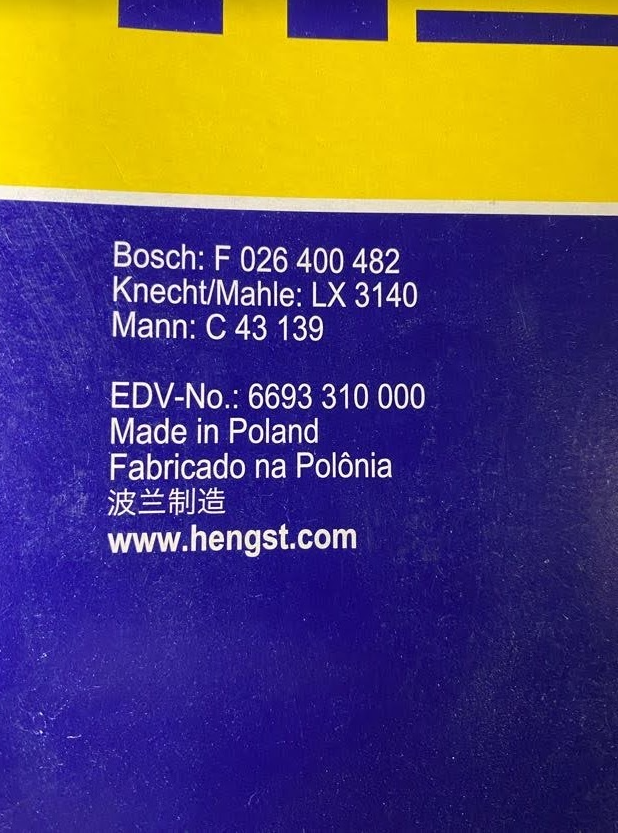 Bosch: F 026 400 482
Knecht/Mahle: LX 3140
Mann: C 43 139
EDV-No.: 6693 310 000
Made in Poland
Fabricado na Polônia
波兰制造
www.hengst.com